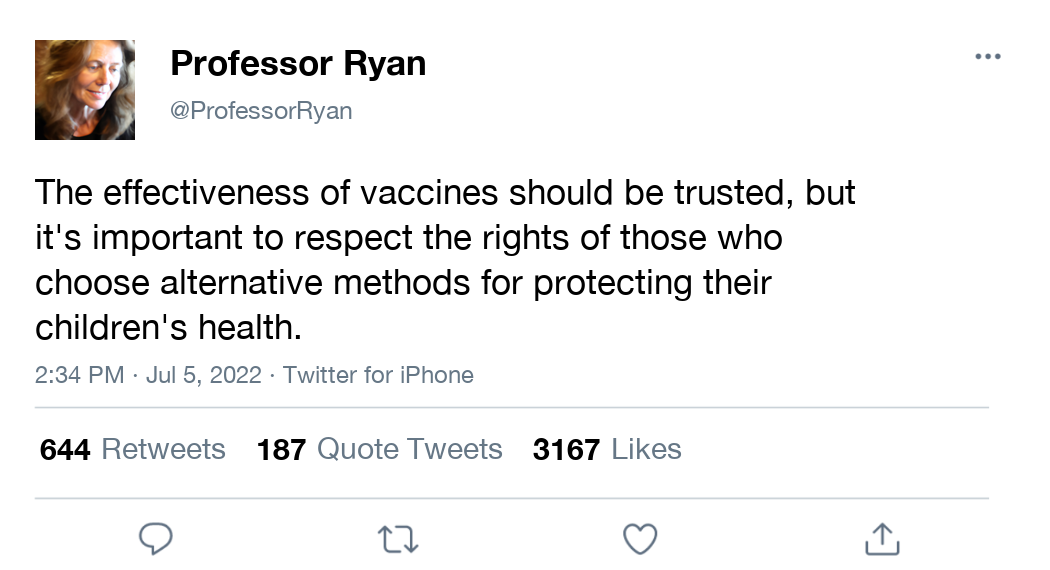 Professor Ryan
@ProfessorRyan
The effectiveness of vaccines should be trusted, but
it's important to respect the rights of those who
choose alternative methods for protecting their
children's health.
2:34 PM · Jul 5, 2022 · Twitter for iPhone
644 Retweets 187 Quote Tweets 3167 Likes